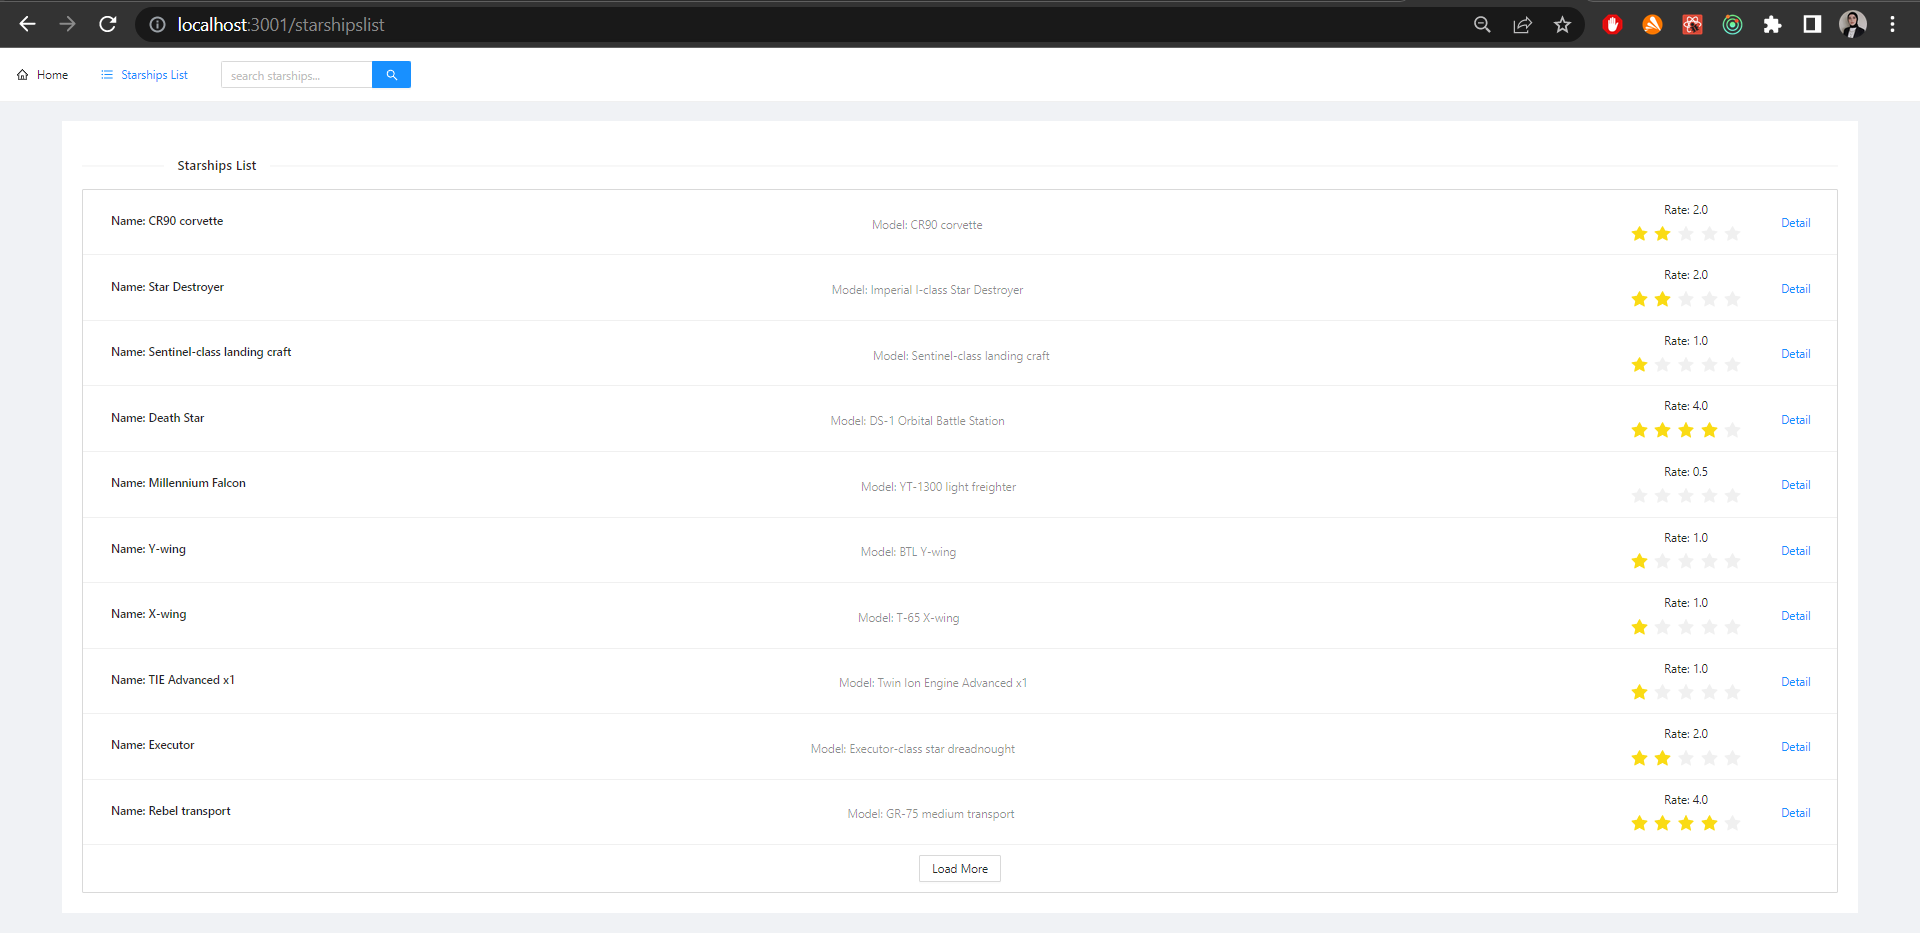 localhost:3001/starshipslist
Home Starships List search starships...
Starships List
Name: CR90 corvette Model: CR90 corvette Rate: 2.0 Detail
Name: Star Destroyer Model: Imperial I-class Star Destroyer Rate: 2.0 Detail
Name: Sentinel-class landing craft Model: Sentinel-class landing craft Rate: 1.0 Detail
Name: Death Star Model: DS-1 Orbital Battle Station Rate: 4.0 Detail
Name: Millennium Falcon Model: YT-1300 light freighter Rate: 0.5 Detail
Name: Y-wing Model: BTL Y-wing Rate: 1.0 Detail
Name: X-wing Model: T-65 X-wing Rate: 1.0 Detail
Name: TIE Advanced x1 Model: Twin Ion Engine Advanced x1 Rate: 1.0 Detail
Name: Executor Model: Executor-class star dreadnought Rate: 2.0 Detail
Name: Rebel transport Model: GR-75 medium transport Rate: 4.0 Detail
Load More